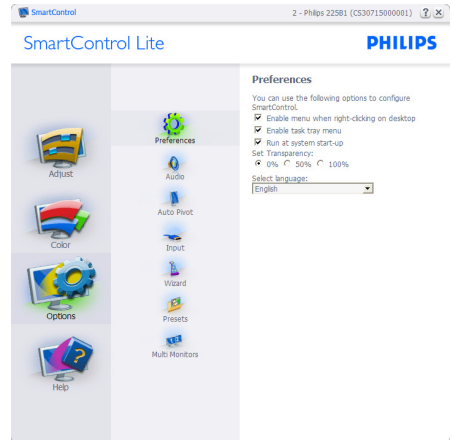 SmartControl
2 - Philips 225B1 (CS30715000001)
SmartControl Lite
PHILIPS
Adjust
Color
Options
Help
Preferences
Audio
Auto Pivot
Input
Wizard
Presets
Multi Monitors
Preferences
You can use the following options to configure
SmartControl.
Enable menu when right-clicking on desktop
Enable task tray menu
Run at system start-up
Set Transparency:
0% 50% 100%
Select language:
English